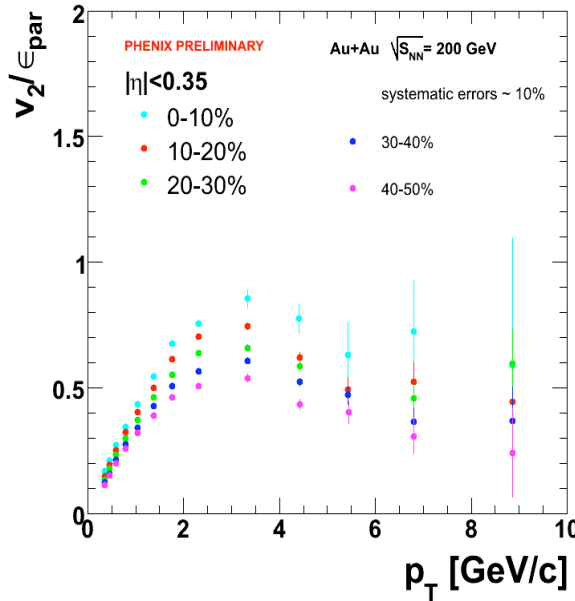 v2/ϵpar
2
1.5
1
0.5
0
PHENIX PRELIMINARY
Au+Au √SNN = 200 GeV
|η|<0.35
systematic errors ~ 10%
0-10%
10-20%
20-30%
30-40%
40-50%
0 2 4 6 8 10
pT [GeV/c]